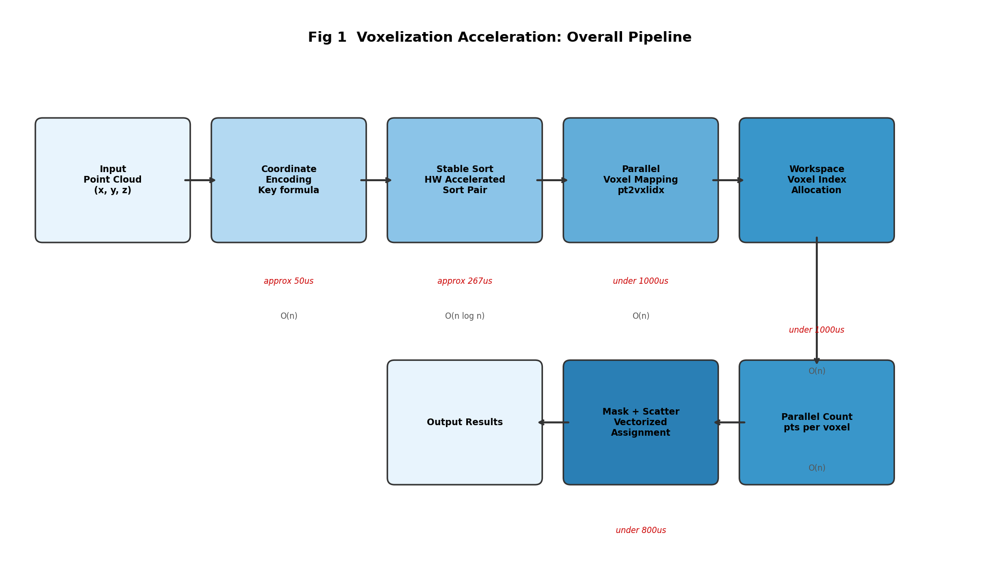 Fig 1  Voxelization Acceleration: Overall Pipeline
Input
Point Cloud
(x, y, z)
Coordinate
Encoding
Key formula
Stable Sort
HW Accelerated
Sort Pair
Parallel
Voxel Mapping
pt2vxlidx
Workspace
Voxel Index
Allocation
approx 50us
approx 267us
under 1000us
O(n)
O(n log n)
O(n)
under 1000us
O(n)
Output Results
Mask + Scatter
Vectorized
Assignment
Parallel Count
pts per voxel
O(n)
under 800us